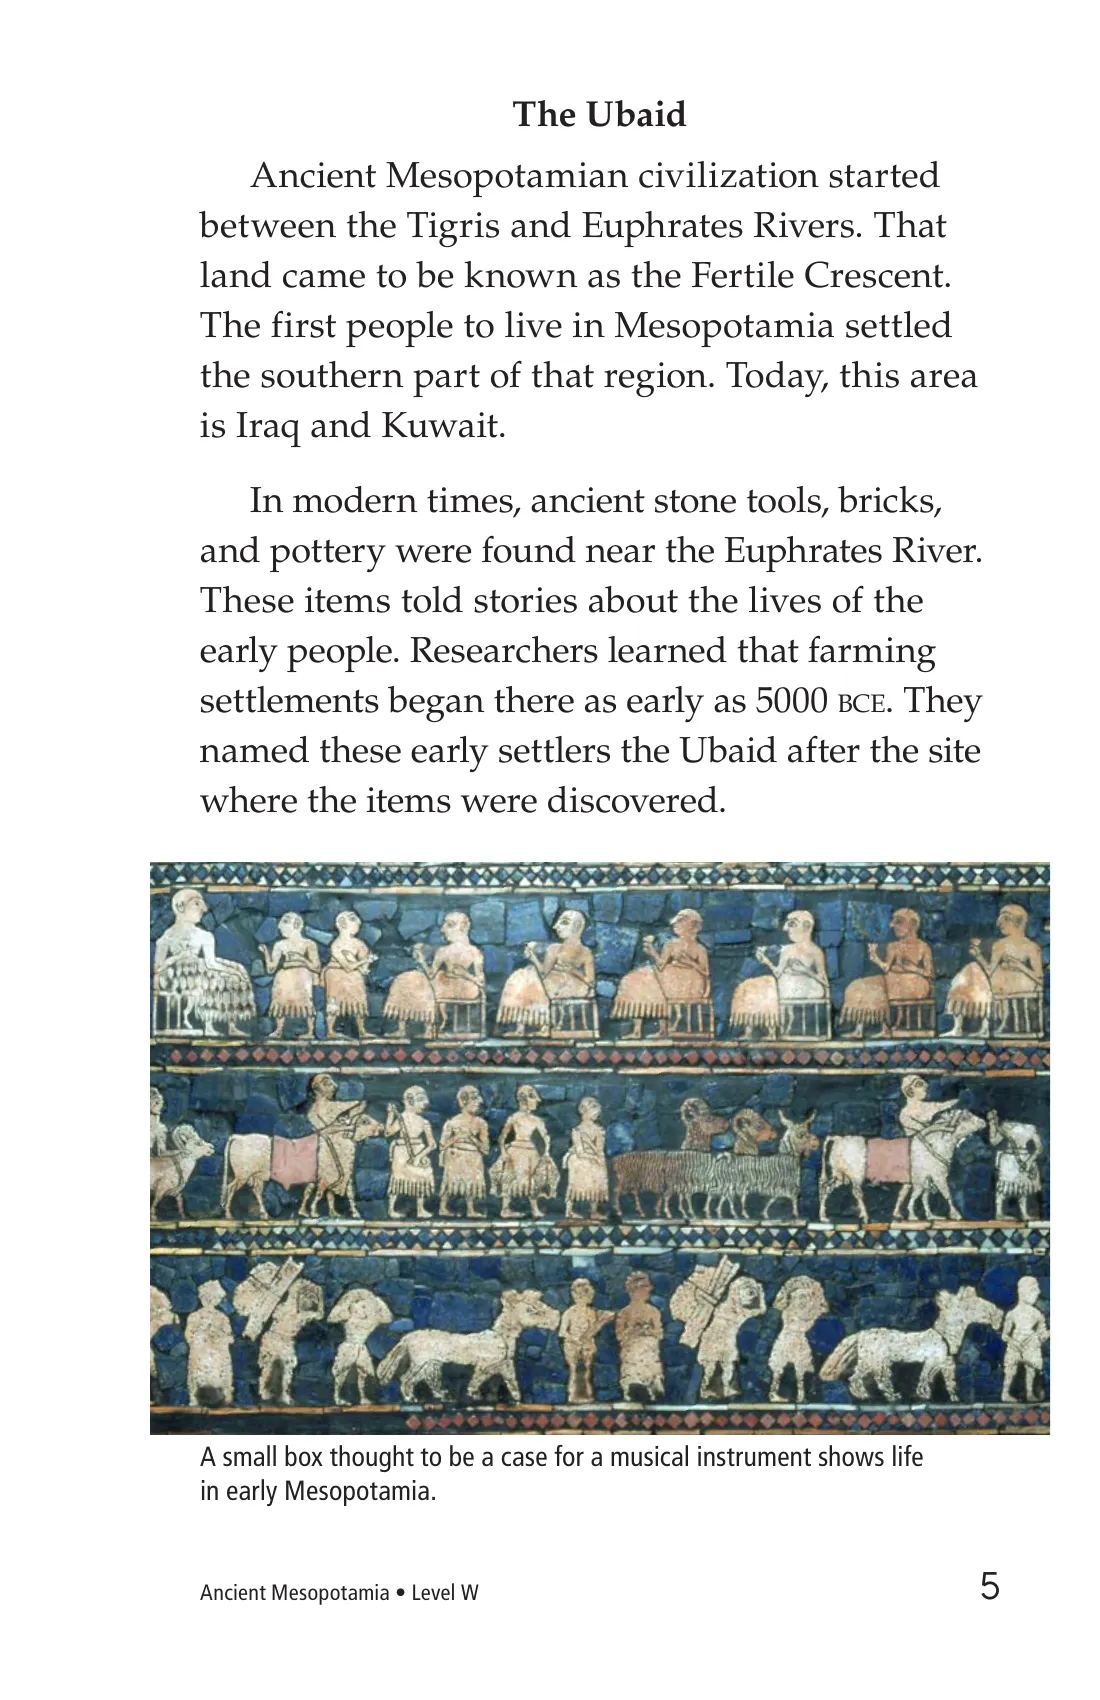 The Ubaid
Ancient Mesopotamian civilization started
between the Tigris and Euphrates Rivers. That
land came to be known as the Fertile Crescent.
The first people to live in Mesopotamia settled
the southern part of that region. Today, this area
is Iraq and Kuwait.
In modern times, ancient stone tools, bricks,
and pottery were found near the Euphrates River.
These items told stories about the lives of the
early people. Researchers learned that farming
settlements began there as early as 5000 BCE. They
named these early settlers the Ubaid after the site
where the items were discovered.
A small box thought to be a case for a musical instrument shows life
in early Mesopotamia.
Ancient Mesopotamia • Level W
5